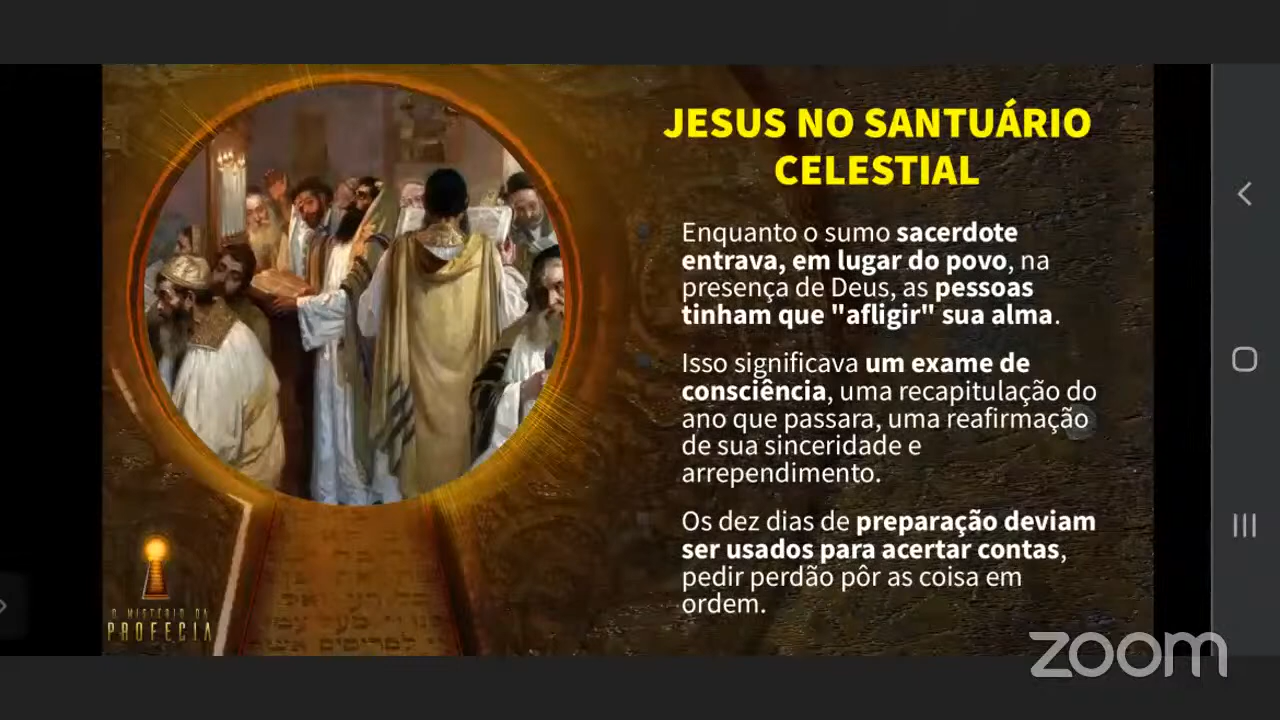 JESUS NO SANTUÁRIO
CELESTIAL
Enquanto o sumo sacerdote
entrava, em lugar do povo, na
presença de Deus, as pessoas
tinham que "afligir" sua alma.
Isso significava um exame de
consciência, uma recapitulação do
ano que passara, uma reafirmação
de sua sinceridade e
arrependimento.
Os dez dias de preparação deviam
ser usados para acertar contas,
pedir perdão pôr as coisa em
ordem.
O MISTÉRIO DA
PROFECIA
zoom